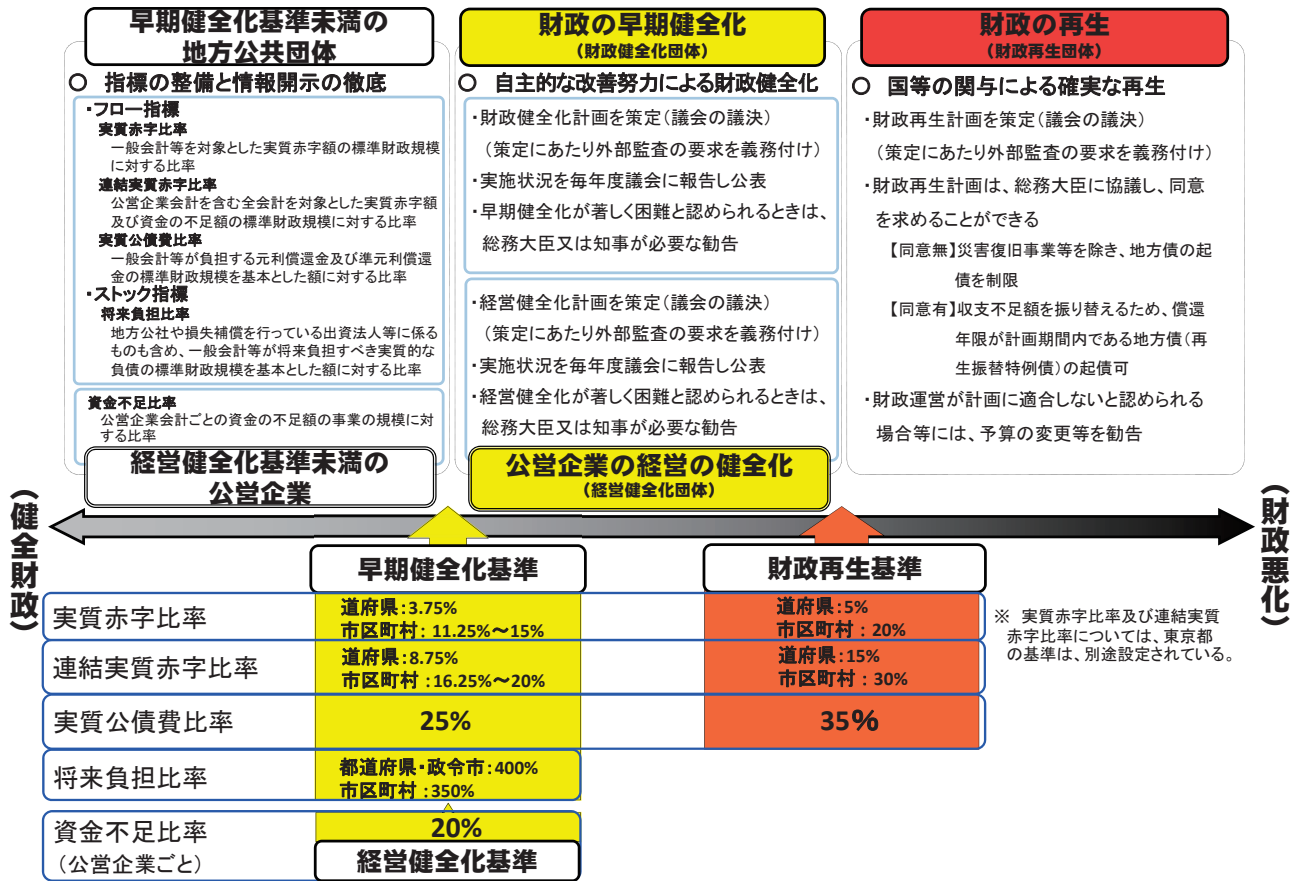 早期健全化基準未満の
地方公共団体
○ 指標の整備と情報開示の徹底
・フロー指標
実質赤字比率
一般会計等を対象とした実質赤字額の標準財政規模
に対する比率
連結実質赤字比率
公営企業会計を含む全会計を対象とした実質赤字額
及び資金の不足額の標準財政規模に対する比率
実質公債費比率
一般会計等が負担する元利償還金及び準元利償還
金の標準財政規模を基本とした額に対する比率
・ストック指標
将来負担比率
地方公社や損失補償を行っている出資法人等に係る
ものも含め、一般会計等が将来負担すべき実質的な
負債の標準財政規模を基本とした額に対する比率
資金不足比率
公営企業会計ごとの資金の不足額の事業の規模に対
する比率
経営健全化基準未満の
公営企業
財政の早期健全化
(財政健全化団体)
○ 自主的な改善努力による財政健全化
・財政健全化計画を策定(議会の議決)
(策定にあたり外部監査の要求を義務付け)
・実施状況を毎年度議会に報告し公表
・早期健全化が著しく困難と認められるときは、
総務大臣又は知事が必要な勧告
・経営健全化計画を策定(議会の議決)
(策定にあたり外部監査の要求を義務付け)
・実施状況を毎年度議会に報告し公表
・経営健全化が著しく困難と認められるときは、
総務大臣又は知事が必要な勧告
公営企業の経営の健全化
(経営健全化団体)
財政の再生
(財政再生団体)
○ 国等の関与による確実な再生
・財政再生計画を策定(議会の議決)
(策定にあたり外部監査の要求を義務付け)
・財政再生計画は、総務大臣に協議し、同意
を求めることができる
【同意無】災害復旧事業等を除き、地方債の起
債を制限
【同意有】収支不足額を振り替えるため、償還
年限が計画期間内である地方債(再
生振替特例債)の起債可
・財政運営が計画に適合しないと認められる
場合等には、予算の変更等を勧告
(健全財政)
(財政悪化)
早期健全化基準
財政再生基準
実質赤字比率
道府県:3.75%
市区町村:11.25%～15%
道府県:5%
市区町村:20%
連結実質赤字比率
道府県:8.75%
市区町村:16.25%～20%
道府県:15%
市区町村:30%
実質公債費比率
25%
35%
将来負担比率
都道府県・政令市:400%
市区町村:350%
資金不足比率
(公営企業ごと)
20%
経営健全化基準
※ 実質赤字比率及び連結実質
赤字比率については、東京都
の基準は、別途設定されている。